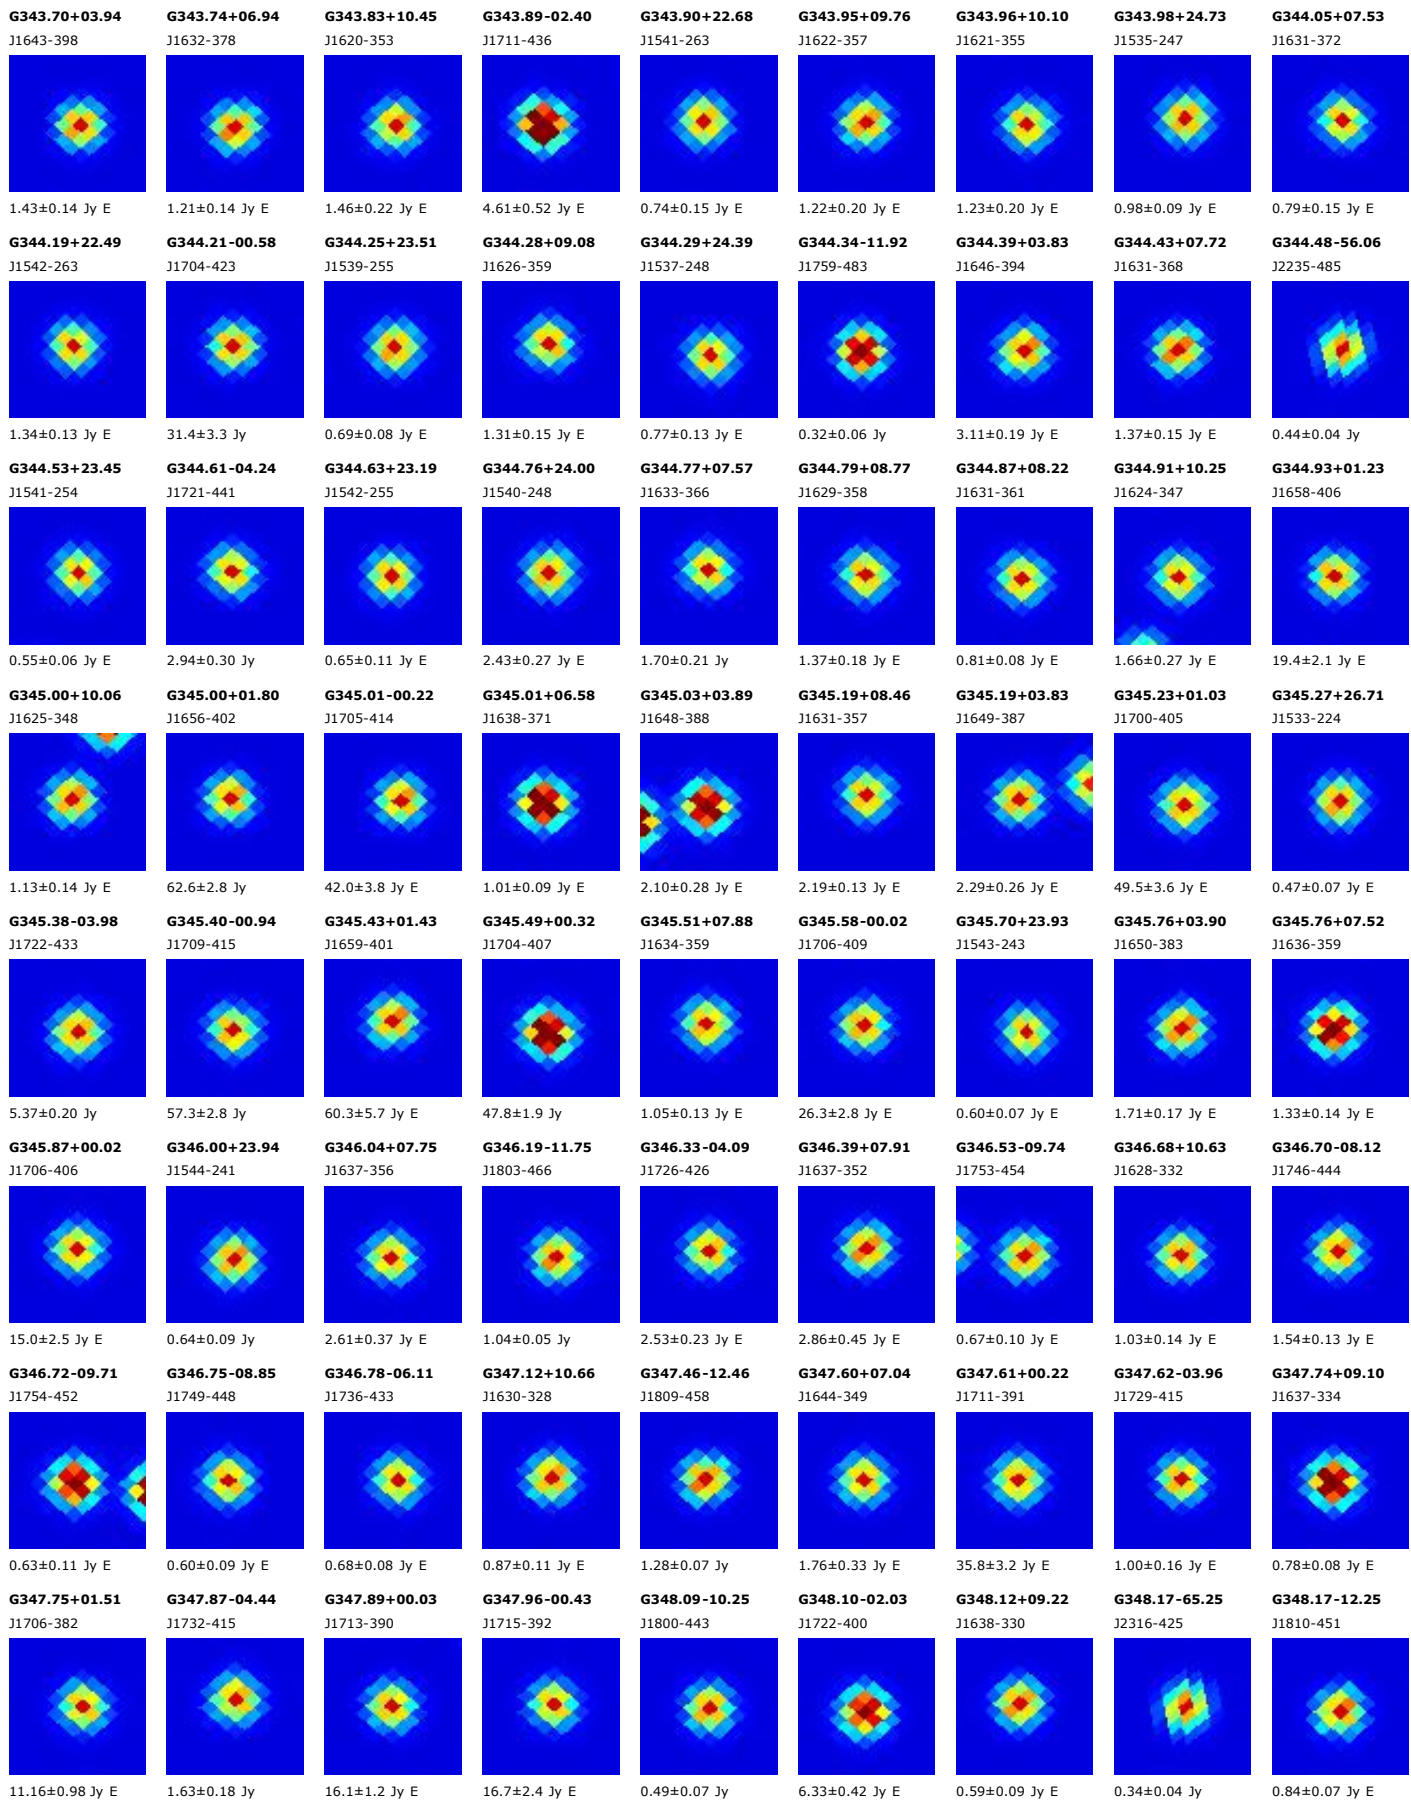 G343.70+03.94 G343.74+06.94 G343.83+10.45 G343.89-02.40 G343.90+22.68 G343.95+09.76 G343.96+10.10 G343.98+24.73 G344.05+07.53
J1643-398 J1632-378 J1620-353 J1711-436 J1541-263 J1622-357 J1621-355 J1535-247 J1631-372
1.43±0.14 Jy E 1.21±0.14 Jy E 1.46±0.22 Jy E 4.61±0.52 Jy E 0.74±0.15 Jy E 1.22±0.20 Jy E 1.23±0.20 Jy E 0.98±0.09 Jy E 0.79±0.15 Jy E
G344.19+22.49 G344.21-00.58 G344.25+23.51 G344.28+09.08 G344.29+24.39 G344.34-11.92 G344.39+03.83 G344.43+07.72 G344.48-56.06
J1542-263 J1704-423 J1539-255 J1626-359 J1537-248 J1759-483 J1646-394 J1631-368 J2235-485
1.34±0.13 Jy E 31.4±3.3 Jy 0.69±0.08 Jy E 1.31±0.15 Jy E 0.77±0.13 Jy E 0.32±0.06 Jy 3.11±0.19 Jy E 1.37±0.15 Jy E 0.44±0.04 Jy
G344.53+23.45 G344.61-04.24 G344.63+23.19 G344.76+24.00 G344.77+07.57 G344.79+08.77 G344.87+08.22 G344.91+10.25 G344.93+01.23
J1541-254 J1721-441 J1542-255 J1540-248 J1633-366 J1629-358 J1631-361 J1624-347 J1658-406
0.55±0.06 Jy E 2.94±0.30 Jy 0.65±0.11 Jy E 2.43±0.27 Jy E 1.70±0.21 Jy 1.37±0.18 Jy E 0.81±0.08 Jy E 1.66±0.27 Jy E 19.4±2.1 Jy E
G345.00+10.06 G345.00+01.80 G345.01-00.22 G345.01+06.58 G345.03+03.89 G345.19+08.46 G345.19+03.83 G345.23+01.03 G345.27+26.71
J1625-348 J1656-402 J1705-414 J1638-371 J1648-388 J1631-357 J1649-387 J1700-405 J1533-224
1.13±0.14 Jy E 62.6±2.8 Jy 42.0±3.8 Jy E 1.01±0.09 Jy E 2.10±0.28 Jy E 2.19±0.13 Jy E 2.29±0.26 Jy E 49.5±3.6 Jy E 0.47±0.07 Jy E
G345.38-03.98 G345.40-00.94 G345.43+01.43 G345.49+00.32 G345.51+07.88 G345.58-00.02 G345.70+23.93 G345.76+03.90 G345.76+07.52
J1722-433 J1709-415 J1659-401 J1704-407 J1634-359 J1706-409 J1543-243 J1650-383 J1636-359
5.37±0.20 Jy 57.3±2.8 Jy 60.3±5.7 Jy E 47.8±1.9 Jy 1.05±0.13 Jy E 26.3±2.8 Jy E 0.60±0.07 Jy E 1.71±0.17 Jy E 1.33±0.14 Jy E
G345.87+00.02 G346.00+23.94 G346.04+07.75 G346.19-11.75 G346.33-04.09 G346.39+07.91 G346.53-09.74 G346.68+10.63 G346.70-08.12
J1706-406 J1544-241 J1637-356 J1803-466 J1726-426 J1637-352 J1753-454 J1628-332 J1746-444
15.0±2.5 Jy E 0.64±0.09 Jy 2.61±0.37 Jy E 1.04±0.05 Jy 2.53±0.23 Jy E 2.86±0.45 Jy E 0.67±0.10 Jy E 1.03±0.14 Jy E 1.54±0.13 Jy E
G346.72-09.71 G346.75-08.85 G346.78-06.11 G347.12+10.66 G347.46-12.46 G347.60+07.04 G347.61+00.22 G347.62-03.96 G347.74+09.10
J1754-452 J1749-448 J1736-433 J1630-328 J1809-458 J1644-349 J1711-391 J1729-415 J1637-334
0.63±0.11 Jy E 0.60±0.09 Jy E 0.68±0.08 Jy E 0.87±0.11 Jy E 1.28±0.07 Jy 1.76±0.33 Jy E 35.8±3.2 Jy E 1.00±0.16 Jy E 0.78±0.08 Jy E
G347.75+01.51 G347.87-04.44 G347.89+00.03 G347.96-00.43 G348.09-10.25 G348.10-02.03 G348.12+09.22 G348.17-65.25 G348.17-12.25
J1706-382 J1732-415 J1713-390 J1715-392 J1800-443 J1722-400 J1638-330 J2316-425 J1810-451
11.16±0.98 Jy E 1.63±0.18 Jy 16.1±1.2 Jy E 16.7±2.4 Jy E 0.49±0.07 Jy 6.33±0.42 Jy E 0.59±0.09 Jy E 0.34±0.04 Jy 0.84±0.07 Jy E